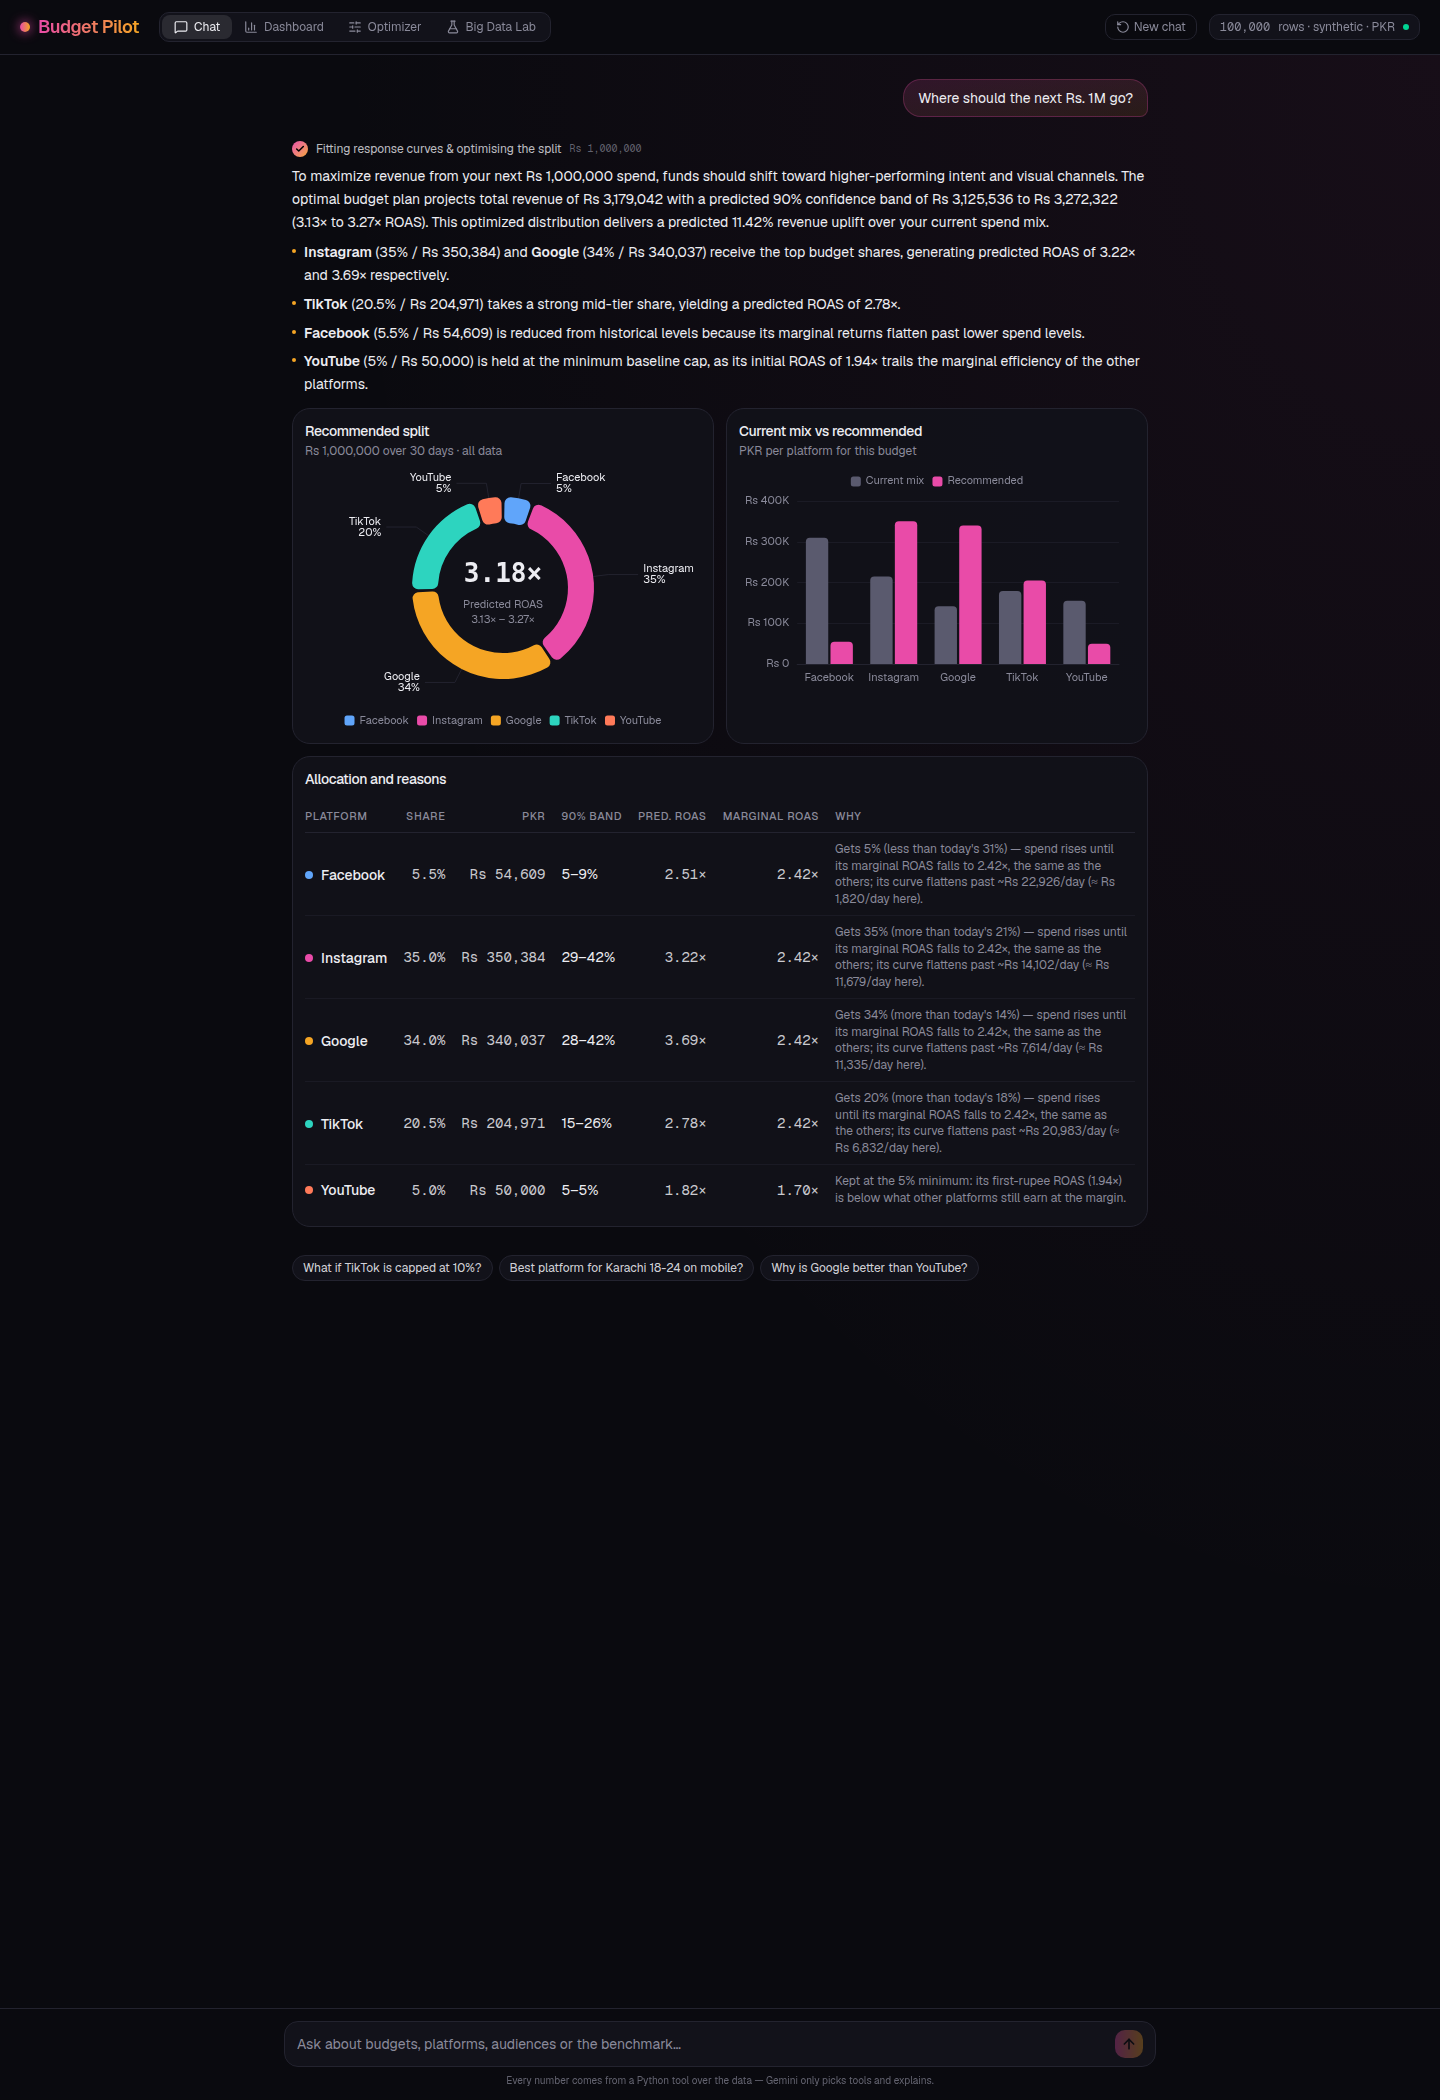 Budget Pilot
Chat
Dashboard
Optimizer
Big Data Lab
New chat
100,000 rows · synthetic · PKR
Where should the next Rs. 1M go?
Fitting response curves & optimising the split Rs 1,000,000
To maximize revenue from your next Rs 1,000,000 spend, funds should shift toward higher-performing intent and visual channels. The
optimal budget plan projects total revenue of Rs 3,179,042 with a predicted 90% confidence band of Rs 3,125,536 to Rs 3,272,322
(3.13× to 3.27× ROAS). This optimized distribution delivers a predicted 11.42% revenue uplift over your current spend mix.
• Instagram (35% / Rs 350,384) and Google (34% / Rs 340,037) receive the top budget shares, generating predicted ROAS of 3.22×
and 3.69× respectively.
• TikTok (20.5% / Rs 204,971) takes a strong mid-tier share, yielding a predicted ROAS of 2.78×.
• Facebook (5.5% / Rs 54,609) is reduced from historical levels because its marginal returns flatten past lower spend levels.
• YouTube (5% / Rs 50,000) is held at the minimum baseline cap, as its initial ROAS of 1.94× trails the marginal efficiency of the other
platforms.
Recommended split
Rs 1,000,000 over 30 days · all data
YouTube
5%
Facebook
5%
TikTok
20%
Instagram
35%
3.18×
Predicted ROAS
3.13× – 3.27×
Google
34%
Facebook Instagram Google TikTok YouTube
Current mix vs recommended
PKR per platform for this budget
Current mix Recommended
Rs 400K
Rs 300K
Rs 200K
Rs 100K
Rs 0
Facebook Instagram Google TikTok YouTube
Allocation and reasons
PLATFORM SHARE PKR 90% BAND PRED. ROAS MARGINAL ROAS WHY
Facebook 5.5% Rs 54,609 5–9% 2.51× 2.42×
Gets 5% (less than today's 31%) — spend rises until
its marginal ROAS falls to 2.42×, the same as the
others; its curve flattens past ~Rs 22,926/day (≈ Rs
1,820/day here).
Instagram 35.0% Rs 350,384 29–42% 3.22× 2.42×
Gets 35% (more than today's 21%) — spend rises until
its marginal ROAS falls to 2.42×, the same as the
others; its curve flattens past ~Rs 14,102/day (≈ Rs
11,679/day here).
Google 34.0% Rs 340,037 28–42% 3.69× 2.42×
Gets 34% (more than today's 14%) — spend rises until
its marginal ROAS falls to 2.42×, the same as the
others; its curve flattens past ~Rs 7,614/day (≈ Rs
11,335/day here).
TikTok 20.5% Rs 204,971 15–26% 2.78× 2.42×
Gets 20% (more than today's 18%) — spend rises
until its marginal ROAS falls to 2.42×, the same as
the others; its curve flattens past ~Rs 20,983/day (≈
Rs 6,832/day here).
YouTube 5.0% Rs 50,000 5–5% 1.82× 1.70×
Kept at the 5% minimum: its first-rupee ROAS (1.94×)
is below what other platforms still earn at the margin.
What if TikTok is capped at 10%?
Best platform for Karachi 18-24 on mobile?
Why is Google better than YouTube?
Ask about budgets, platforms, audiences or the benchmark…
Every number comes from a Python tool over the data — Gemini only picks tools and explains.